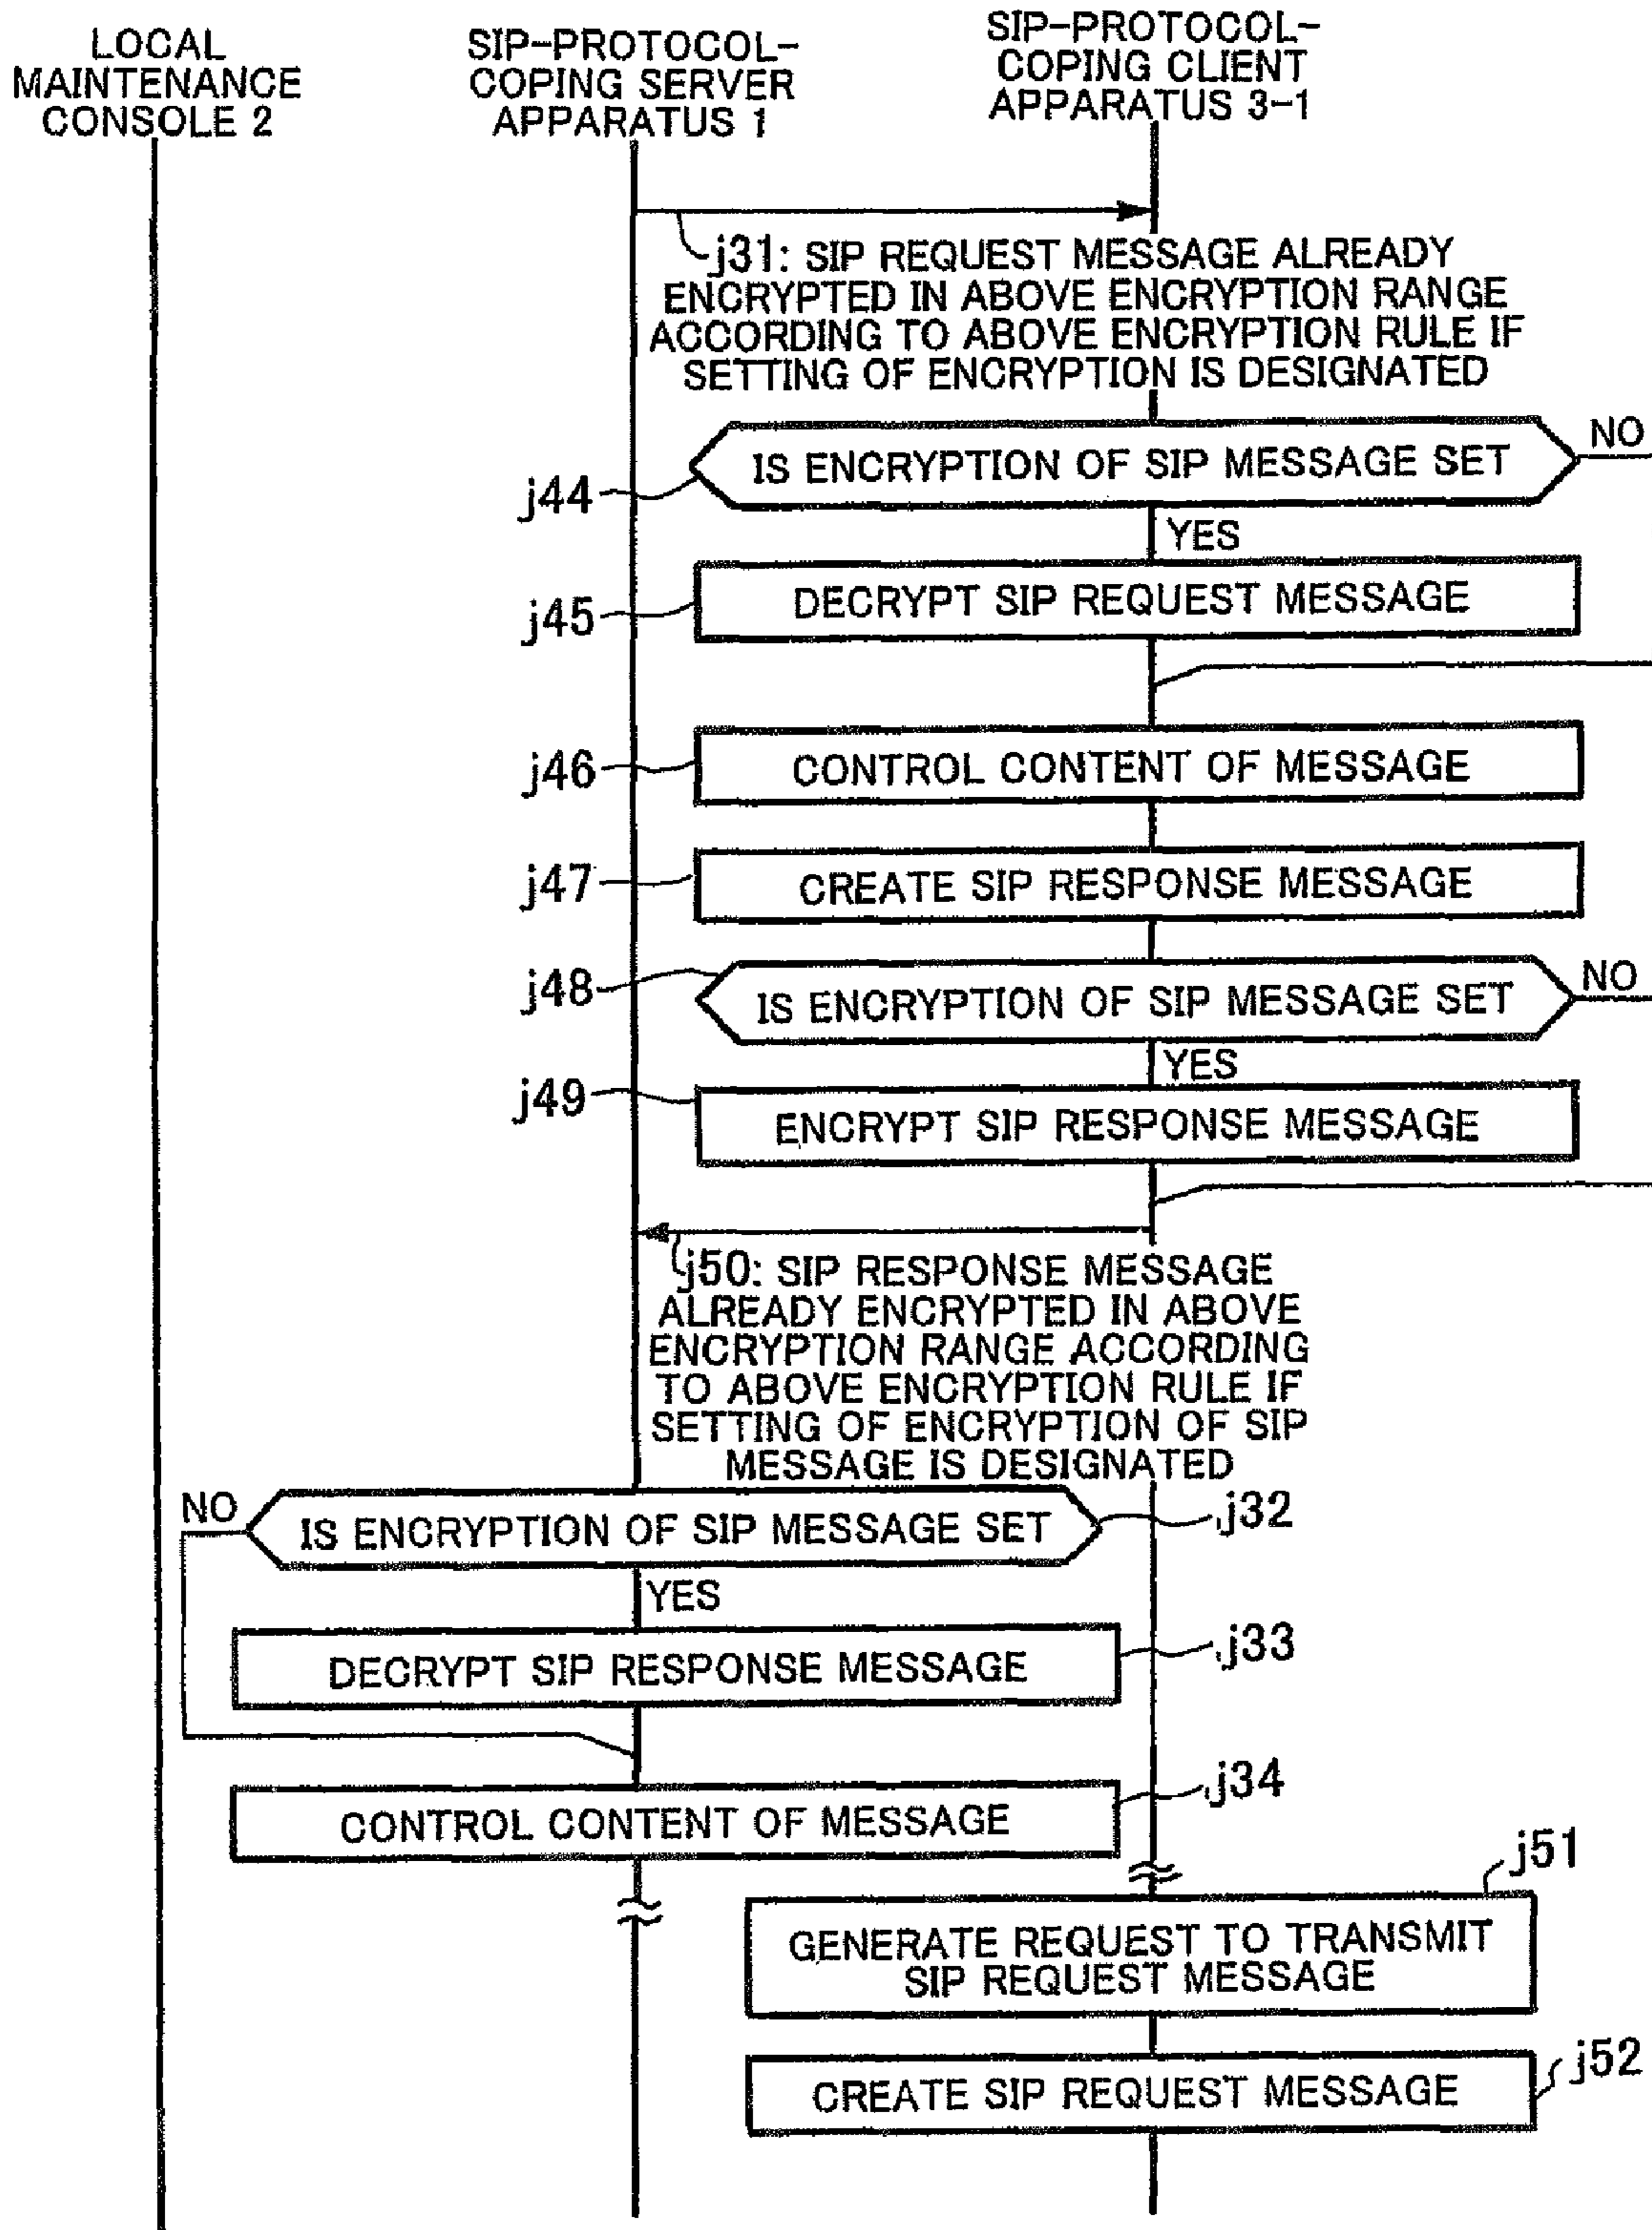 LOCAL
MAINTENANCE
CONSOLE 2
SIP-PROTOCOL-
COPING SERVER
APPARATUS 1
SIP-PROTOCOL-
COPING CLIENT
APPARATUS 3-1
j31: SIP REQUEST MESSAGE ALREADY
ENCRYPTED IN ABOVE ENCRYPTION RANGE
ACCORDING TO ABOVE ENCRYPTION RULE IF
SETTING OF ENCRYPTION IS DESIGNATED
NO
IS ENCRYPTION OF SIP MESSAGE SET
j44
YES
DECRYPT SIP REQUEST MESSAGE
j45
CONTROL CONTENT OF MESSAGE
j46
CREATE SIP RESPONSE MESSAGE
j47
j48
NO
IS ENCRYPTION OF SIP MESSAGE SET
YES
j49
ENCRYPT SIP RESPONSE MESSAGE
j50: SIP RESPONSE MESSAGE
ALREADY ENCRYPTED IN ABOVE
ENCRYPTION RANGE ACCORDING
TO ABOVE ENCRYPTION RULE IF
SETTING OF ENCRYPTION OF SIP
MESSAGE IS DESIGNATED
NO
IS ENCRYPTION OF SIP MESSAGE SET
j32
YES
DECRYPT SIP RESPONSE MESSAGE
j33
j34
CONTROL CONTENT OF MESSAGE
j51
GENERATE REQUEST TO TRANSMIT
SIP REQUEST MESSAGE
j52
CREATE SIP REQUEST MESSAGE